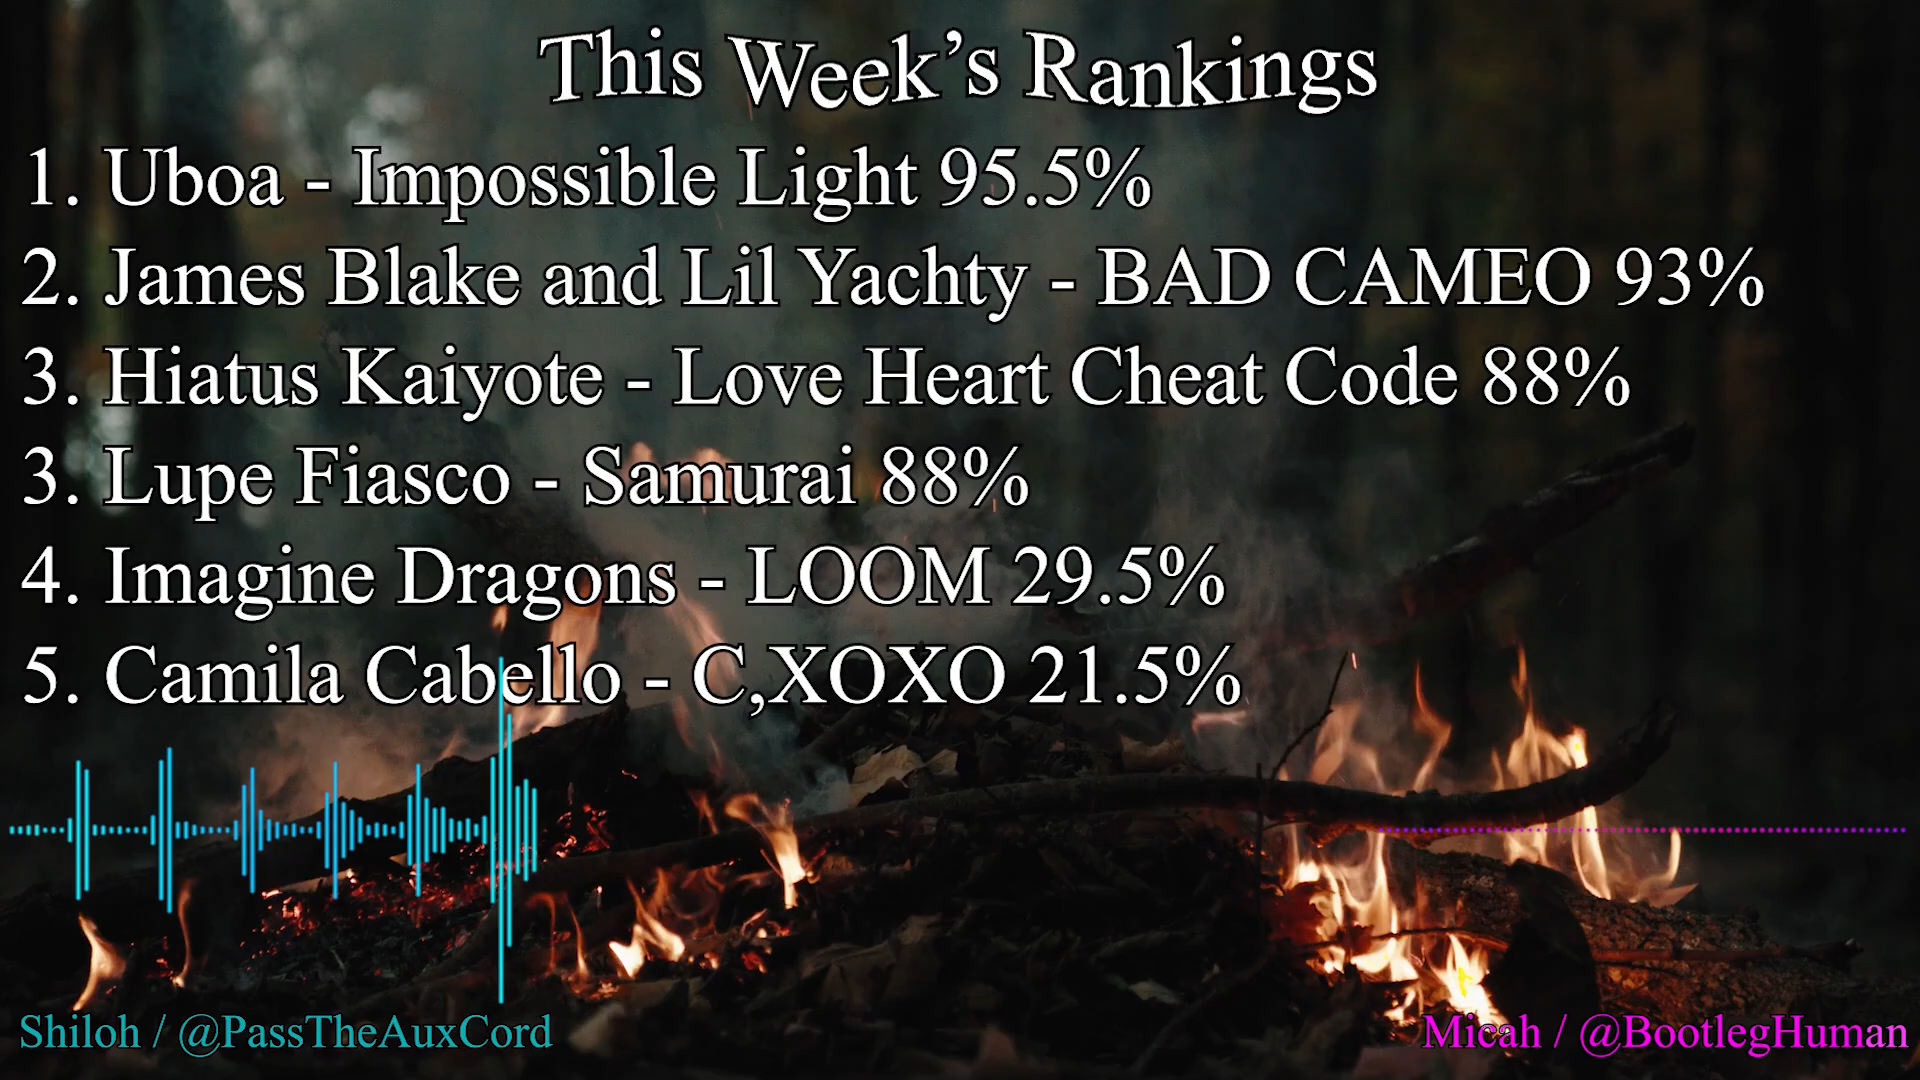 This Week’s Rankings
1. Uboa - Impossible Light 95.5%
2. James Blake and Lil Yachty - BAD CAMEO 93%
3. Hiatus Kaiyote - Love Heart Cheat Code 88%
3. Lupe Fiasco - Samurai 88%
4. Imagine Dragons - LOOM 29.5%
5. Camila Cabello - C,XOXO 21.5%
Shiloh / @PassTheAuxCord
Micah / @BootlegHuman